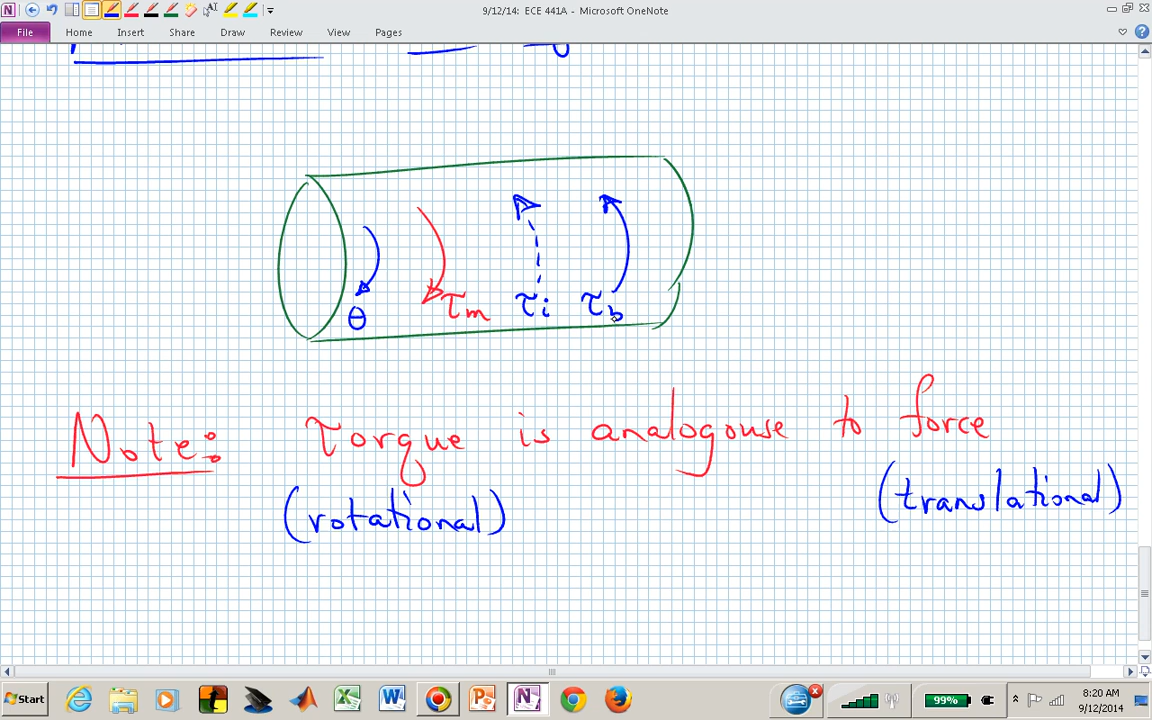 9/12/14: ECE 441A - Microsoft OneNote
File Home Insert Share Draw Review View Pages
θ τm τi τb
Note: Torque is analogouse to force
(rotational) (translational)
Start
99%
8:20 AM
9/12/2014